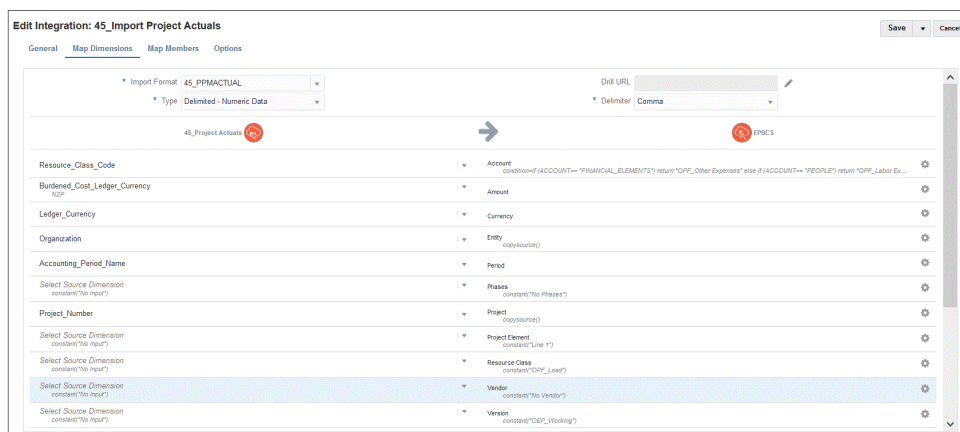 Edit Integration: 45_Import Project Actuals
Save
Cancel
General Map Dimensions Map Members Options
* Import Format 45_PPMACTUAL
Drill URL
* Type Delimited - Numeric Data
* Delimiter Comma
45_Project Actuals
EPBCS
Resource_Class_Code
Account
condition=if (ACCOUNT== "FINANCIAL_ELEMENTS") return "OPF_Other Expenses" else if (ACCOUNT== "PEOPLE") return "OPF_Labor Ex...
Burdened_Cost_Ledger_Currency
NZP
Amount
Ledger_Currency
Currency
Organization
Entity
copysource()
Accounting_Period_Name
Period
Select Source Dimension
constant("No Input")
Phases
constant("No Phases")
Project_Number
Project
copysource()
Select Source Dimension
constant("No Input")
Project Element
constant("Line 1")
Select Source Dimension
constant("No Input")
Resource Class
constant("OPF_Load")
Select Source Dimension
constant("No Input")
Vendor
constant("No Vendor")
Select Source Dimension
constant("No Input")
Version
constant("OEP_Working")